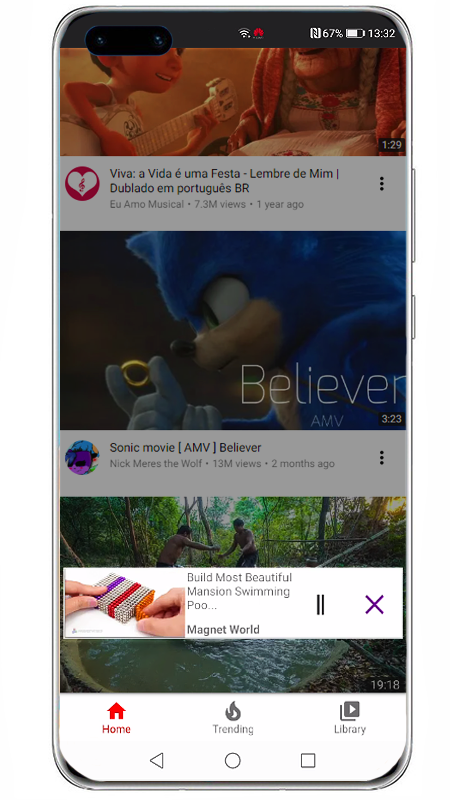 67% 13:32
1:29
Viva: a Vida é uma Festa - Lembre de Mim |
Dublado em português BR
Eu Amo Musical • 7.3M views • 1 year ago
Believer
AMV
3:23
Sonic movie [ AMV ] Believer
Nick Meres the Wolf • 13M views • 2 months ago
Build Most Beautiful
Mansion Swimming
Poo...
Magnet World
19:18
Home
Trending
Library